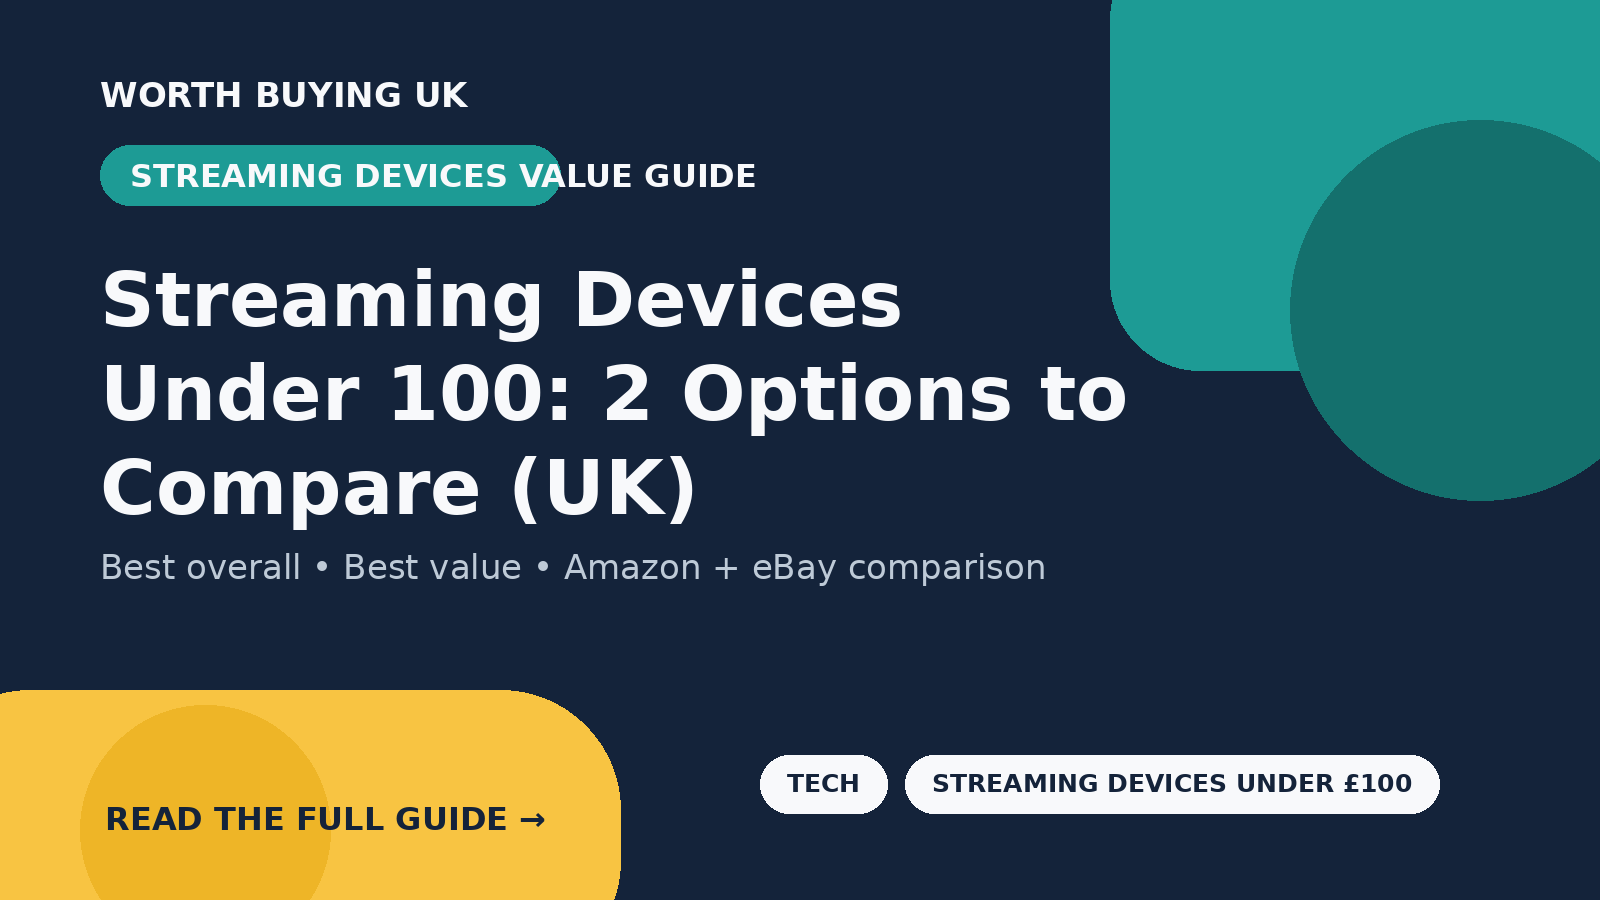 WORTH BUYING UK
STREAMING DEVICES VALUE GUIDE
Streaming Devices
Under 100: 2 Options to
Compare (UK)
Best overall • Best value • Amazon + eBay comparison
READ THE FULL GUIDE →
TECH
STREAMING DEVICES UNDER £100